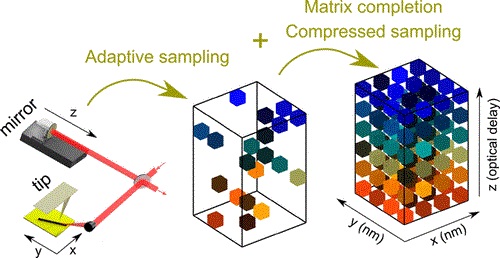 Matrix completion
Adaptive sampling + Compressed sampling
mirror
z
tip
y
x
y (nm)
x (nm)
z (optical delay)